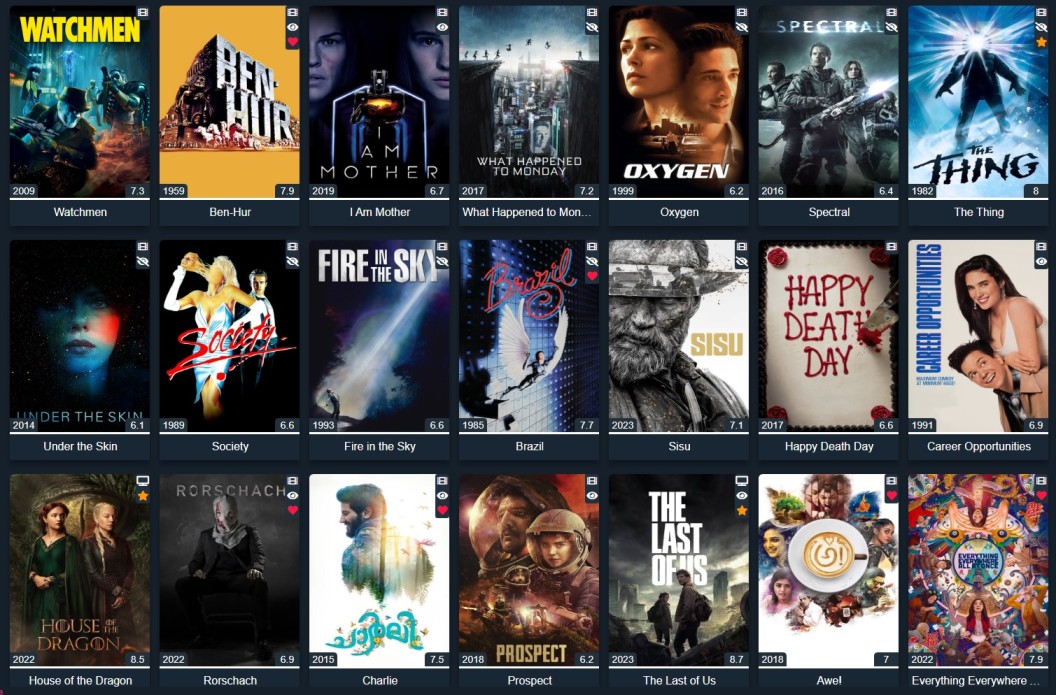 WATCHMEN
2009 7.3
Watchmen
BEN-HUR
1959 7.9
Ben-Hur
I AM
MOTHER
2019 6.7
I Am Mother
WHAT HAPPENED
TO MONDAY
2017 7.2
What Happened to Mon...
OXYGEN
1999 6.2
Oxygen
SPECTRAL
2016 6.4
Spectral
THE
THING
1982 8
The Thing
UNDER THE SKIN
2014 6.1
Under the Skin
Society
1989 6.6
Society
FIRE IN THE SKY
1993 6.6
Fire in the Sky
Brazil
1985 7.7
Brazil
SISU
2023 7.1
Sisu
HAPPY
DEATH
DAY
2017 6.6
Happy Death Day
CAREER OPPORTUNITIES
1991 6.9
Career Opportunities
HOUSE OF THE
DRAGON
2022 8.5
House of the Dragon
RORSCHACH
2022 6.9
Rorschach
ചാർലി
2015 7.5
Charlie
PROSPECT
2018 6.2
Prospect
THE
LAST
OF US
2023 8.7
The Last of Us
అ!
2018 7
Awe!
EVERYTHING
EVERYWHERE
ALL AT ONCE
2022 7.9
Everything Everywhere ...